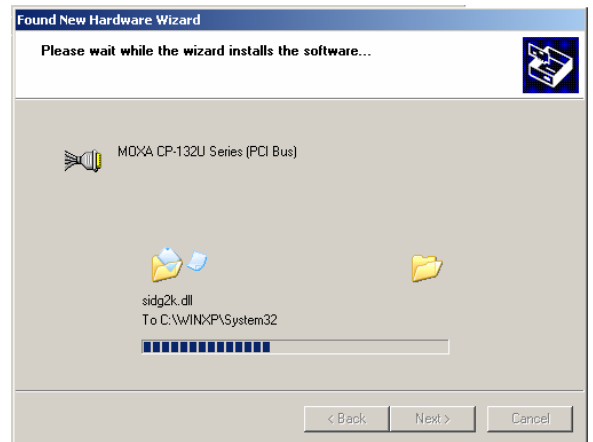 Found New Hardware Wizard
Please wait while the wizard installs the software...
MOXA CP-132U Series (PCI Bus)
sidg2k.dll
To C:\WINXP\System32
< Back
Next >
Cancel